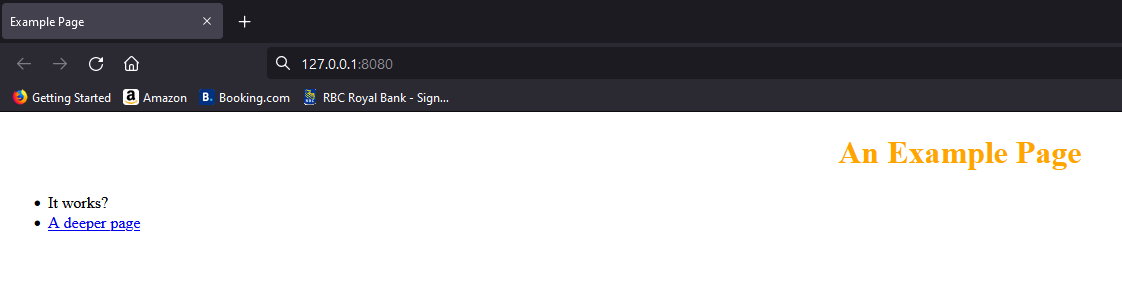 Example Page
127.0.0.1:8080
Getting Started a Amazon B. Booking.com RBC RBC Royal Bank - Sign...
An Example Page
It works?
A deeper page